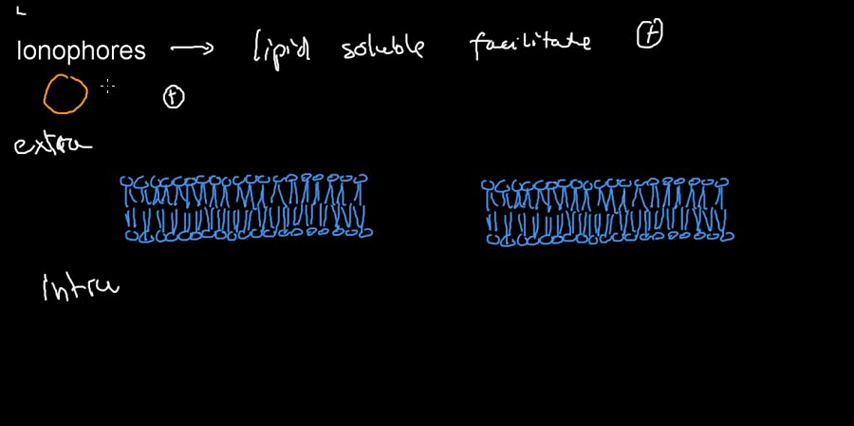 Ionophores → lipid soluble facilitate +
+
extra
intra